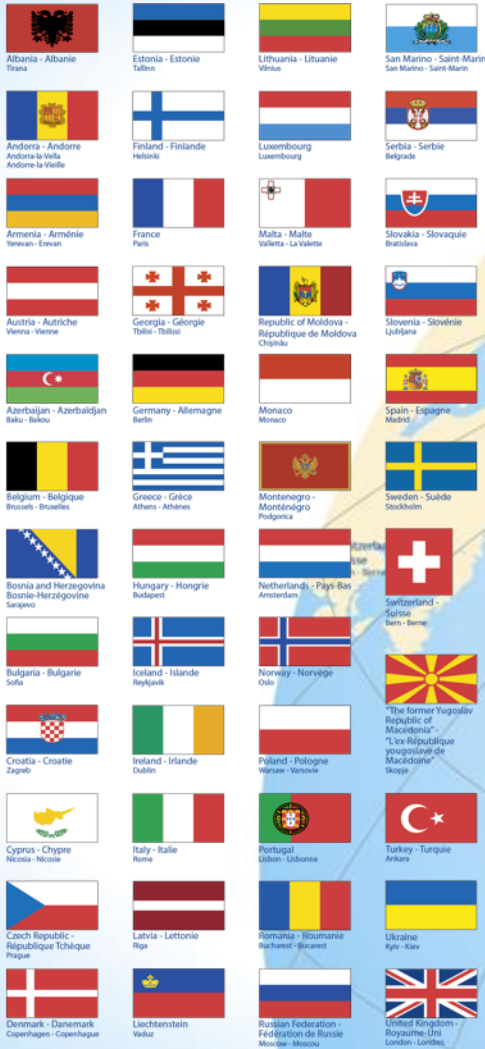 Albania - Albanie
Tirana
Andorra - Andorre
Andorra-la-Vella
Andorre-la-Vieille
Armenia - Arménie
Yerevan - Erevan
Austria - Autriche
Vienna - Vienne
Azerbaijan - Azerbaïdjan
Baku - Bakou
Belgium - Belgique
Brussels - Bruxelles
Bosnia and Herzegovina
Bosnie-Herzégovine
Sarajevo
Bulgaria - Bulgarie
Sofia
Croatia - Croatie
Zagreb
Cyprus - Chypre
Nicosia - Nicosie
Czech Republic -
République Tchèque
Prague
Denmark - Danemark
Copenhagen - Copenhague
Estonia - Estonie
Tallinn
Finland - Finlande
Helsinki
France
Paris
Georgia - Géorgie
Tbilisi - Tbilissi
Germany - Allemagne
Berlin
Greece - Grèce
Athens - Athènes
Hungary - Hongrie
Budapest
Iceland - Islande
Reykjavik
Ireland - Irlande
Dublin
Italy - Italie
Rome
Latvia - Lettonie
Riga
Liechtenstein
Vaduz
Lithuania - Lituanie
Vilnius
Luxembourg
Luxembourg
Malta - Malte
Valletta - La Valette
Republic of Moldova -
République de Moldova
Chişinău
Monaco
Monaco
Montenegro -
Monténégro
Podgorica
Netherlands - Pays-Bas
Amsterdam
Norway - Norvège
Oslo
Poland - Pologne
Warsaw - Varsovie
Portugal
Lisbon - Lisbonne
Romania - Roumanie
Bucharest - Bucarest
Russian Federation -
Fédération de Russie
Moscow - Moscou
San Marino - Saint-Marin
San Marino - Saint-Marin
Serbia - Serbie
Belgrade
Slovakia - Slovaquie
Bratislava
Slovenia - Slovénie
Ljubljana
Spain - Espagne
Madrid
Sweden - Suède
Stockholm
Switzerland -
Suisse
Bern - Berne
"The former Yugoslav
Republic of
Macedonia" -
"L'ex-République
yougoslave de
Macédoine"
Skopje
Turkey - Turquie
Ankara
Ukraine
Kyiv - Kiev
United Kingdom -
Royaume-Uni
London - Londres